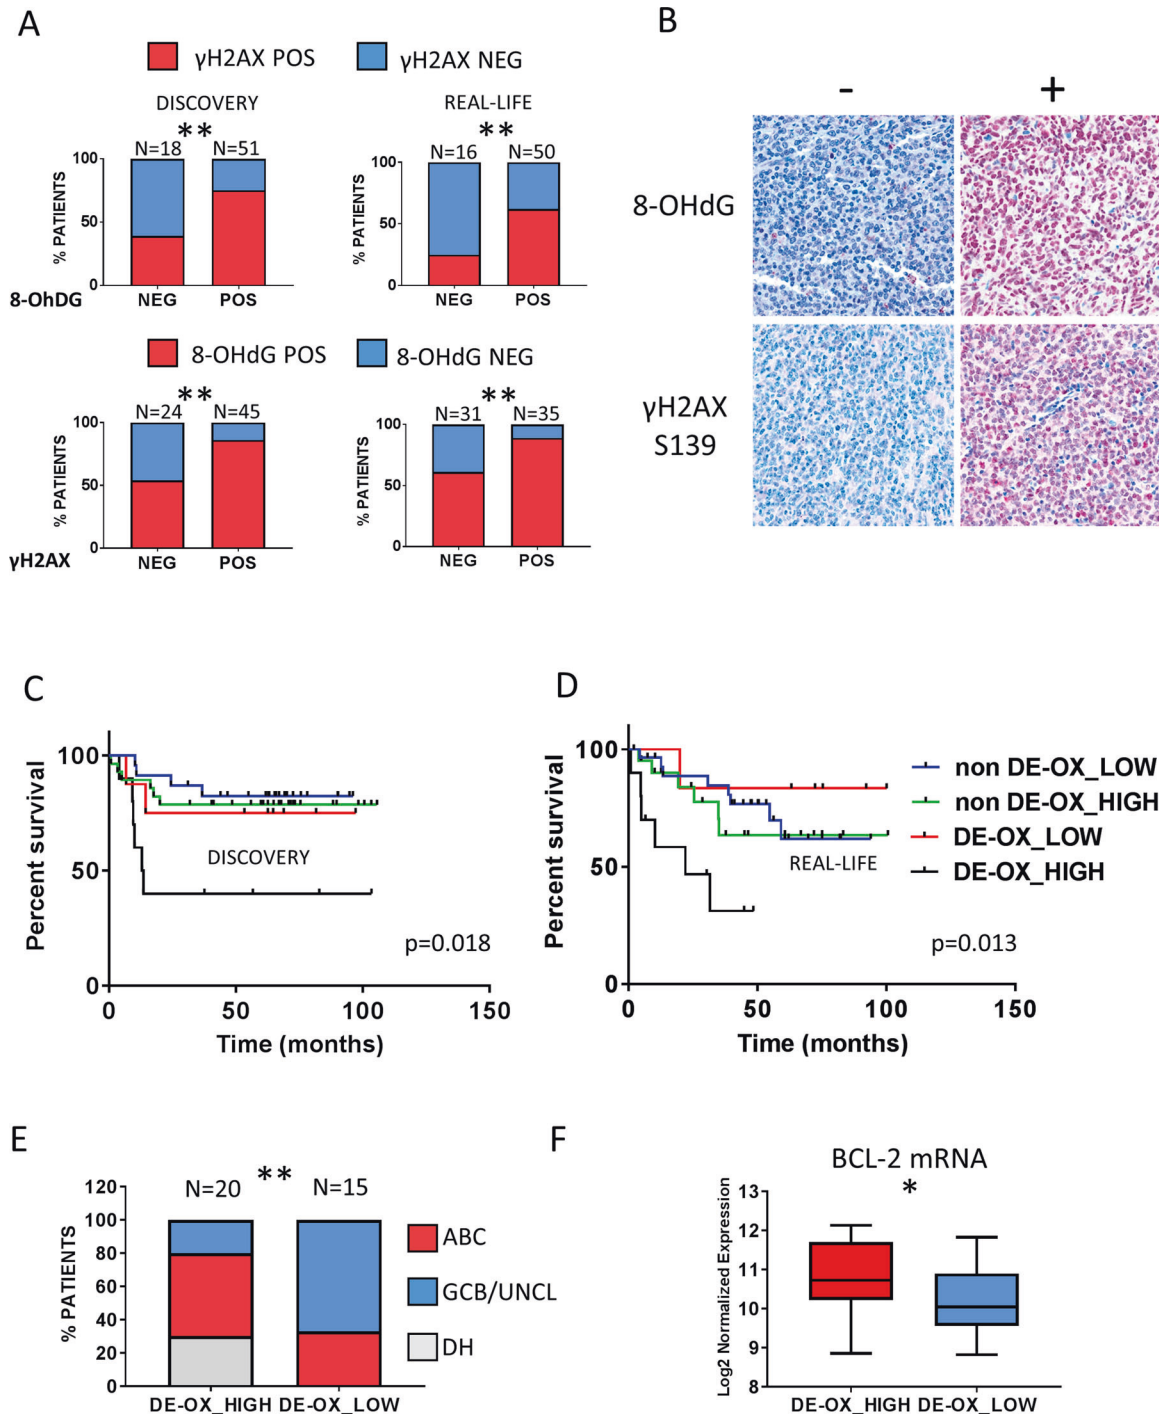 A
γH2AX POS γH2AX NEG
DISCOVERY REAL-LIFE
** **
N=18 N=51 N=16 N=50
% PATIENTS 100 50 0
% PATIENTS 100 50 0
8-OhDG NEG POS NEG POS
8-OHdG POS 8-OHdG NEG
** **
N=24 N=45 N=31 N=35
% PATIENTS 100 50 0
% PATIENTS 100 50 0
γH2AX NEG POS NEG POS
B
- +
8-OHdG
γH2AX
S139
C
Percent survival
100
50
0
DISCOVERY
p=0.018
0 50 100 150
Time (months)
D
Percent survival
100
50
0
REAL-LIFE
p=0.013
0 50 100 150
Time (months)
non DE-OX_LOW
non DE-OX_HIGH
DE-OX_LOW
DE-OX_HIGH
E
N=20 ** N=15
% PATIENTS
120
100
80
60
40
20
0
DE-OX_HIGH DE-OX_LOW
ABC
GCB/UNCL
DH
F
BCL-2 mRNA
*
Log2 Normalized Expression
13
12
11
10
9
8
DE-OX_HIGH DE-OX_LOW